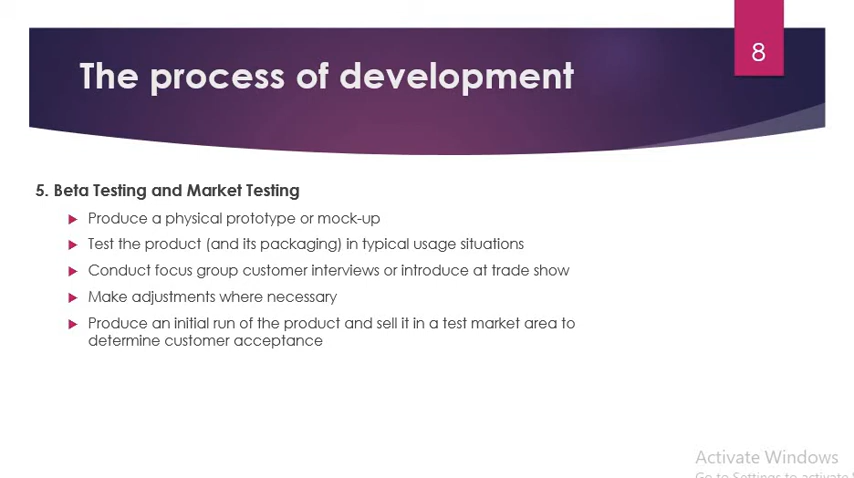 8
The process of development
5. Beta Testing and Market Testing
Produce a physical prototype or mock-up
Test the product (and its packaging) in typical usage situations
Conduct focus group customer interviews or introduce at trade show
Make adjustments where necessary
Produce an initial run of the product and sell it in a test market area to
determine customer acceptance
Activate Windows
Go to Settings to activate